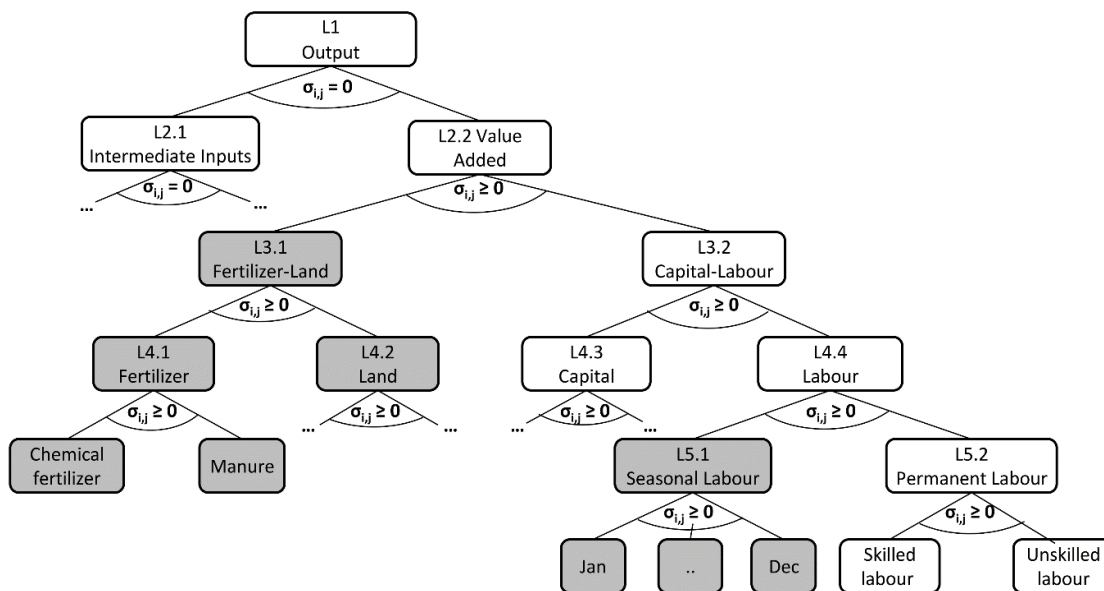 L1
Output
σi,j = 0
L2.1
Intermediate Inputs
L2.2 Value
Added
σi,j = 0
... ...
σi,j ≥ 0
L3.1
Fertilizer-Land
L3.2
Capital-Labour
σi,j ≥ 0
σi,j ≥ 0
L4.1
Fertilizer
L4.2
Land
L4.3
Capital
L4.4
Labour
σi,j ≥ 0
σi,j ≥ 0
... ...
σi,j ≥ 0
... ...
σi,j ≥ 0
Chemical
fertilizer
Manure
L5.1
Seasonal Labour
L5.2
Permanent Labour
σi,j ≥ 0
σi,j ≥ 0
Jan
..
Dec
Skilled
labour
Unskilled
labour